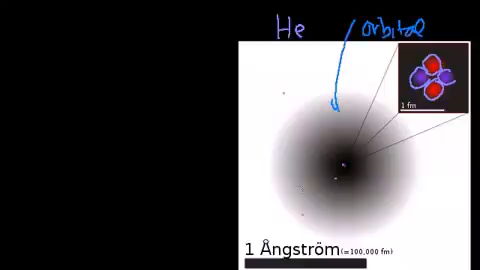 He orbital
1 fm
1 Ångström (=100,000 fm)